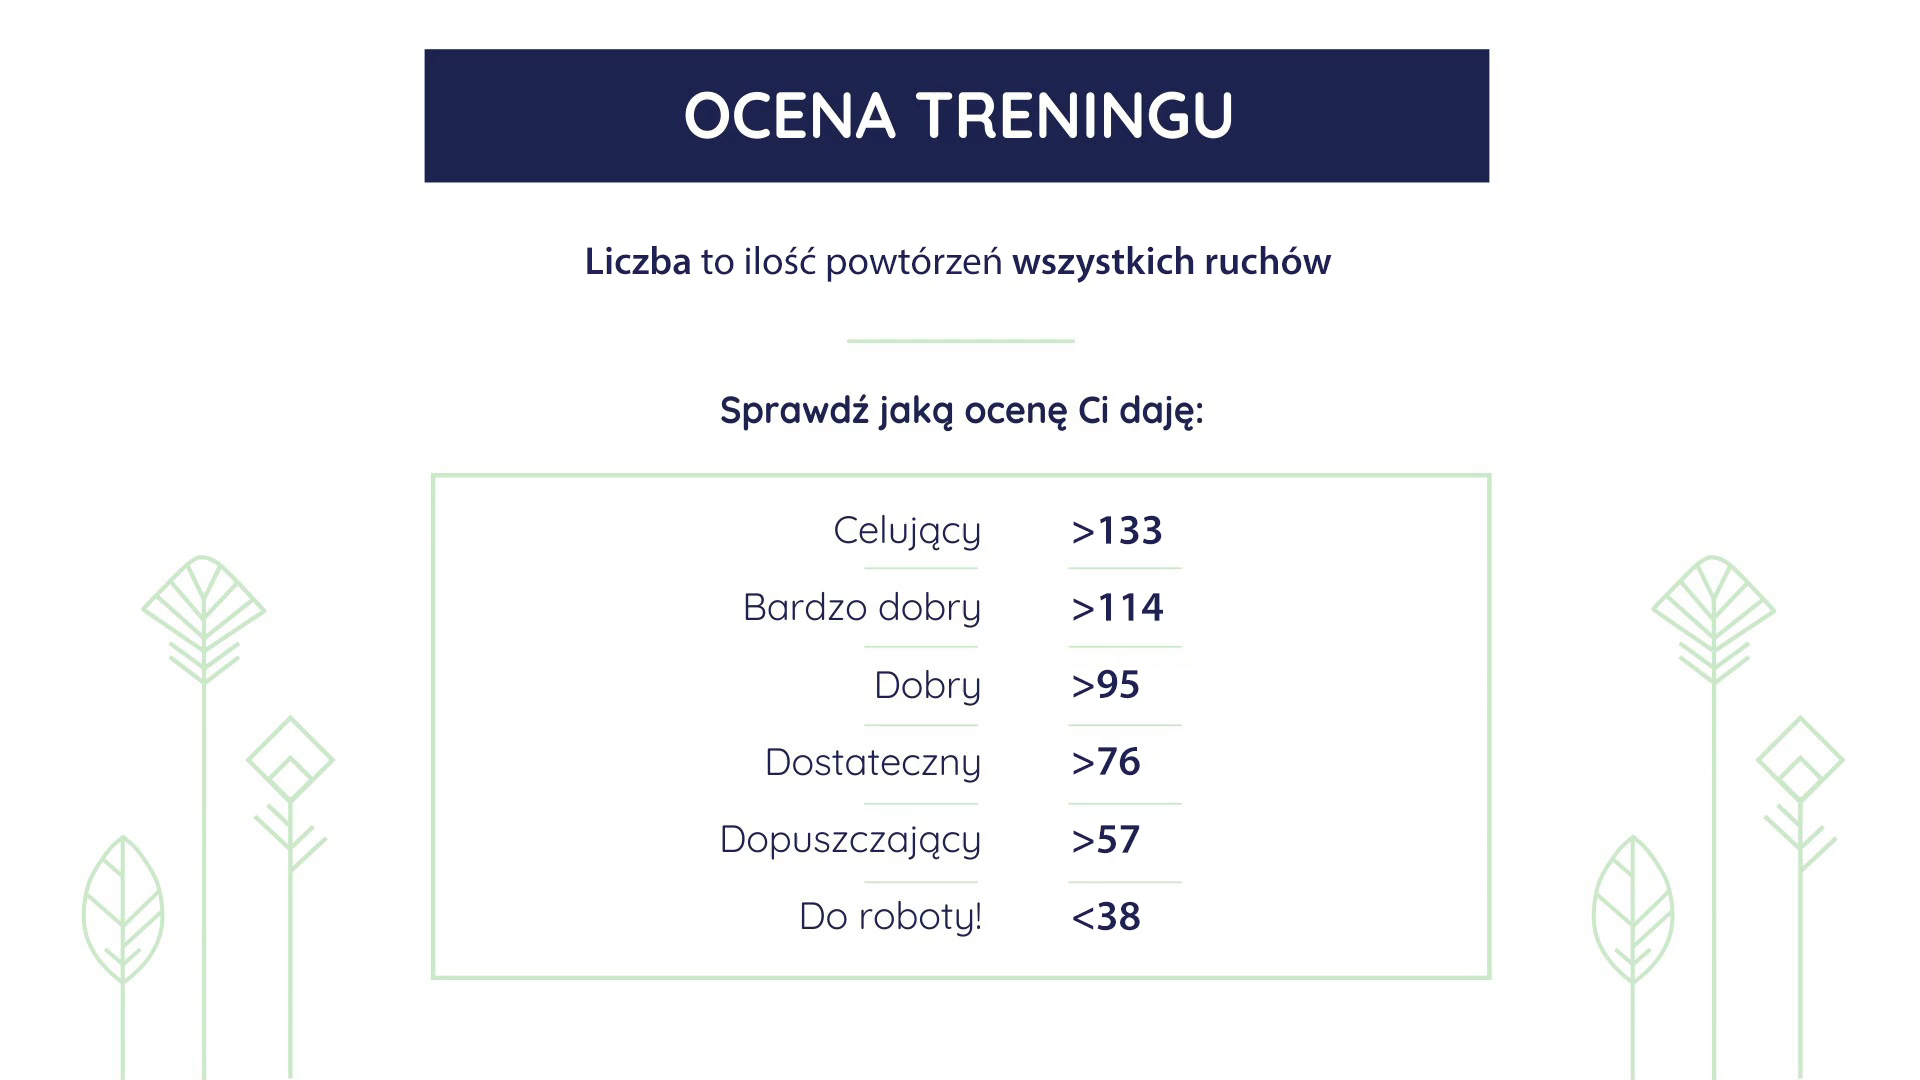 OCENA TRENINGU
Liczba to ilość powtórzeń wszystkich ruchów
Sprawdź jaką ocenę Ci daję:
Celujący >133
Bardzo dobry >114
Dobry >95
Dostateczny >76
Dopuszczający >57
Do roboty! <38